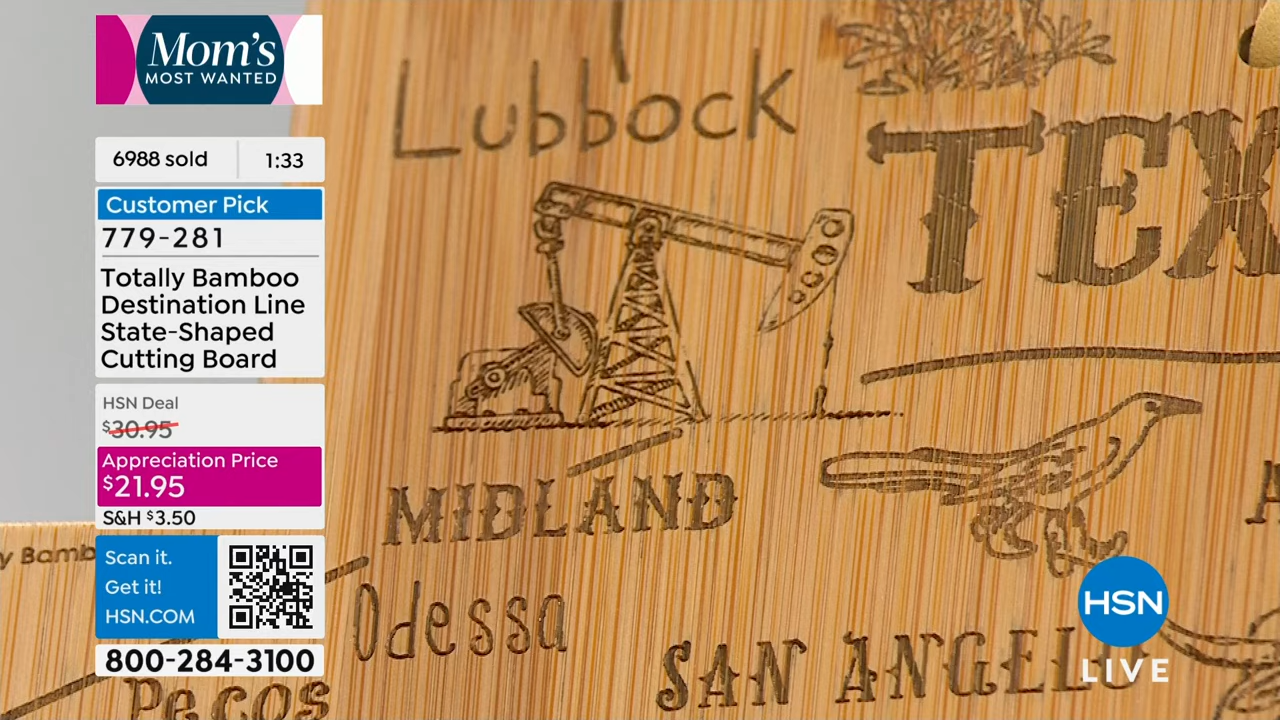 Mom's
MOST WANTED
6988 sold 1:33
Customer Pick
779-281
Totally Bamboo
Destination Line
State-Shaped
Cutting Board
HSN Deal
$30.95
Appreciation Price
$21.95
S&H $3.50
Scan it.
Get it!
HSN.COM
800-284-3100
Lubbock
TEX
MIDLAND
Odessa
SAN ANGELO
Pecos
y Bamb
HSN
LIVE